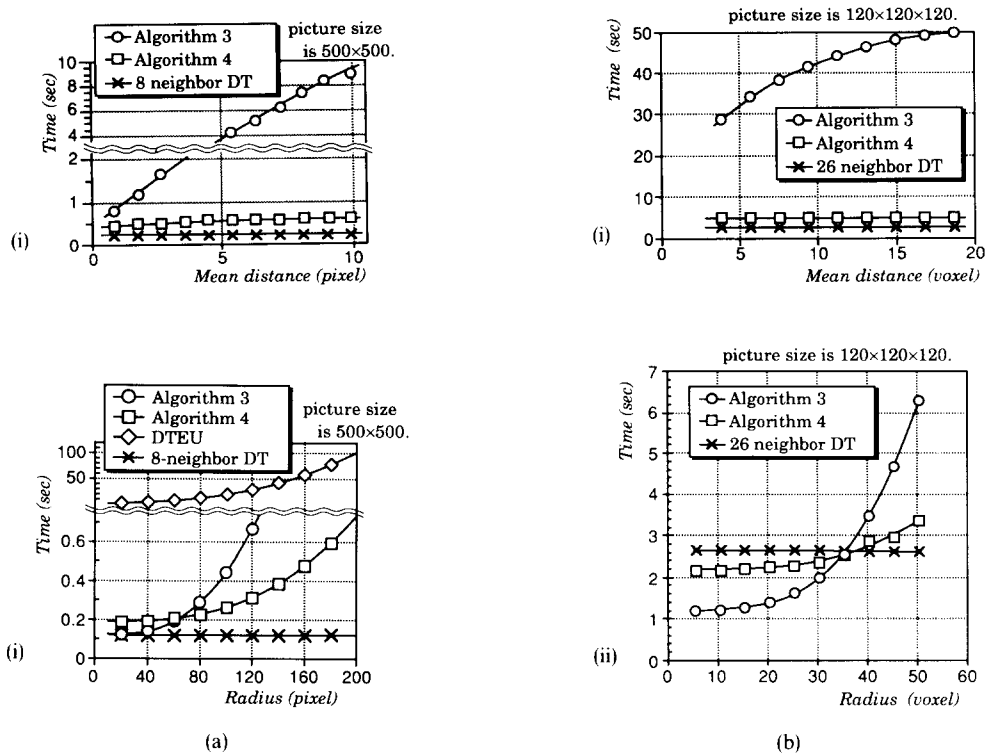 Algorithm 3
Algorithm 4
8 neighbor DT
picture size
is 500×500.
Time (sec)
10
8
6
4
2
1
0
0
5
10
Mean distance (pixel)
(i)
picture size is 120×120×120.
Time (sec)
50
40
30
20
10
0
Algorithm 3
Algorithm 4
26 neighbor DT
0
5
10
15
20
Mean distance (voxel)
(i)
Algorithm 3
Algorithm 4
DTEU
8-neighbor DT
picture size
is 500×500.
Time (sec)
100
50
0.6
0.4
0.2
0
0
40
80
120
160
200
Radius (pixel)
(i)
(a)
picture size is 120×120×120.
Time (sec)
7
6
5
4
3
2
1
0
Algorithm 3
Algorithm 4
26 neighbor DT
0
10
20
30
40
50
60
Radius (voxel)
(ii)
(b)